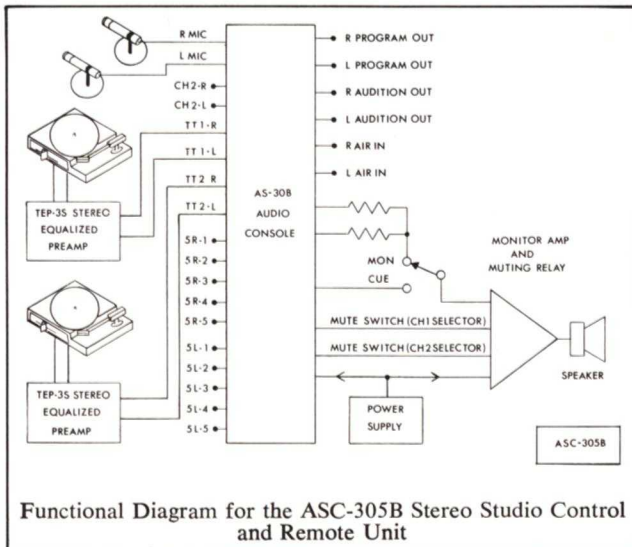 R MIC
L MIC
CH2-R
CH2-L
TT1-R
TT1-L
TT2 R
TT2-L
5R-1
5R-2
5R-3
5R-4
5R-5
5L-1
5L-2
5L-3
5L-4
5L-5
TEP-3S STEREO
EQUALIZED
PREAMP
TEP-3S STEREO
EQUALIZED
PREAMP
AS-30B
AUDIO
CONSOLE
R PROGRAM OUT
L PROGRAM OUT
R AUDITION OUT
L AUDITION OUT
R AIR IN
L AIR IN
MON
CUE
MONITOR AMP
AND
MUTING RELAY
MUTE SWITCH (CH1 SELECTOR)
MUTE SWITCH (CH2 SELECTOR)
SPEAKER
POWER
SUPPLY
ASC-305B
Functional Diagram for the ASC-305B Stereo Studio Control
and Remote Unit